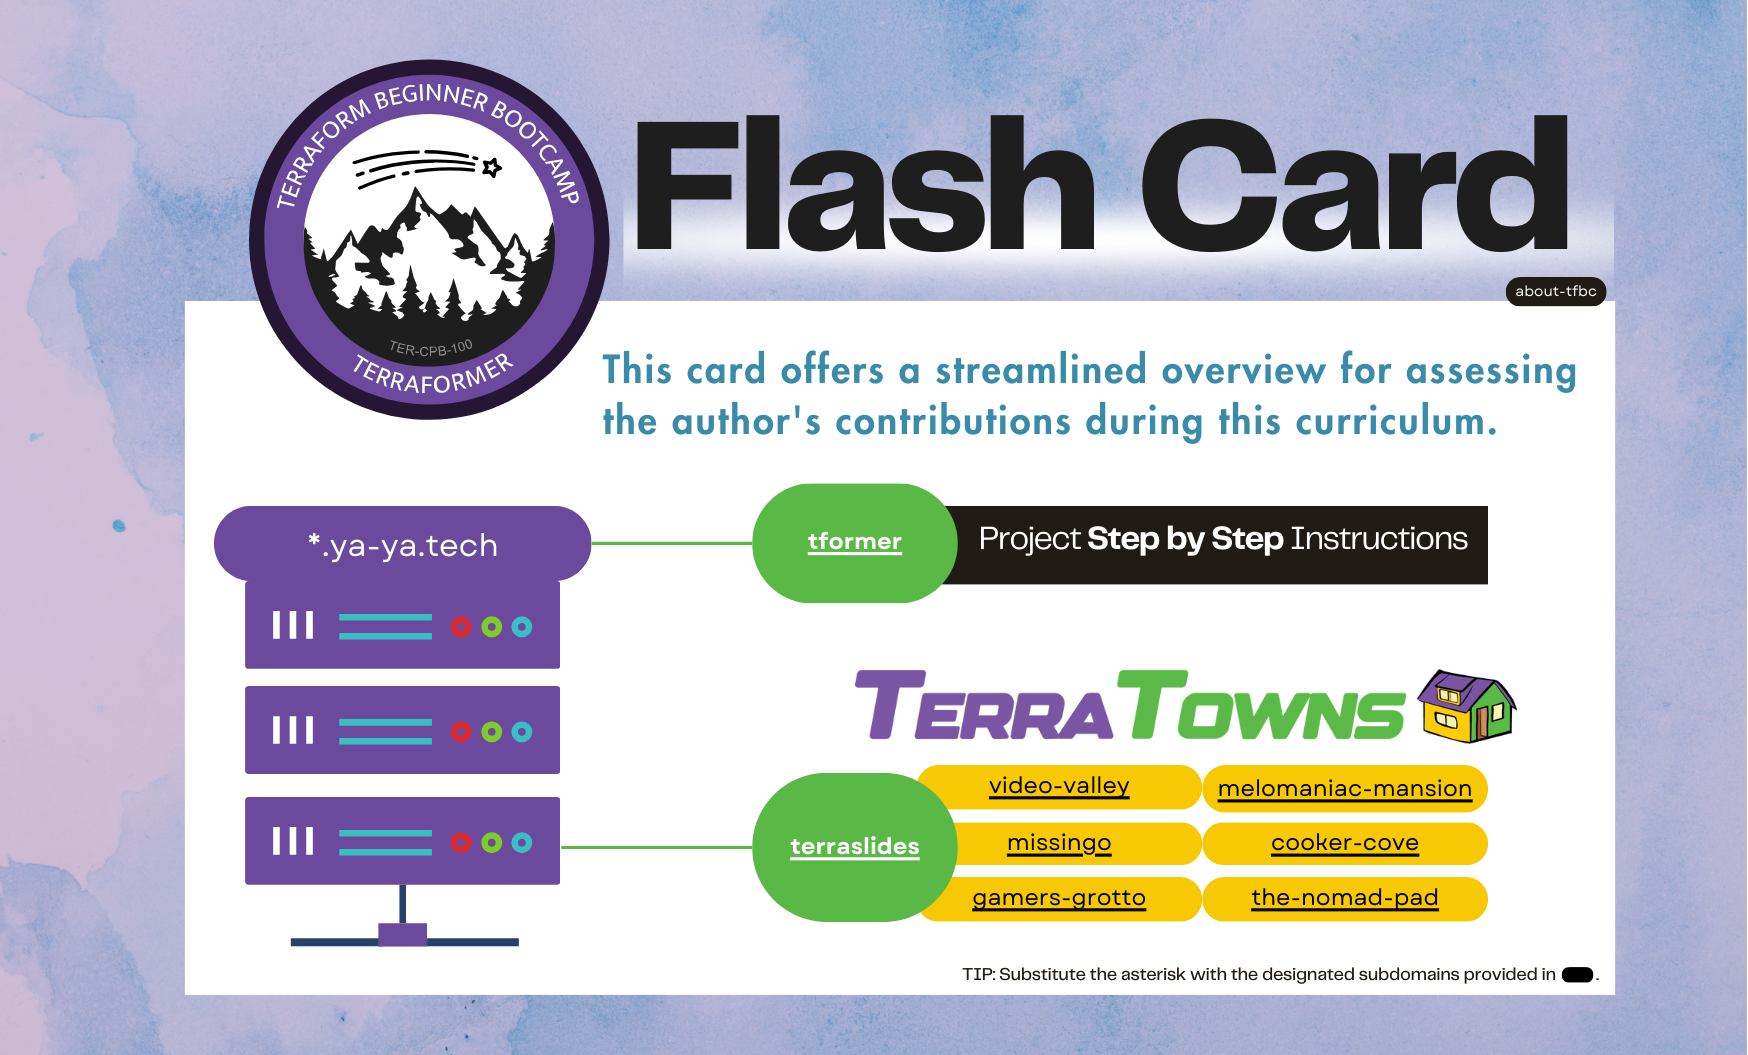 TERRAFORM BEGINNER BOOTCAMP
TER-CPB-100
TERRAFORMER
Flash Card
about-tfbc
This card offers a streamlined overview for assessing
the author's contributions during this curriculum.
*.ya-ya.tech
tformer
Project Step by Step Instructions
TERRATOWNS
terraslides
video-valley
melomaniac-mansion
missingo
cooker-cove
gamers-grotto
the-nomad-pad
TIP: Substitute the asterisk with the designated subdomains provided in .